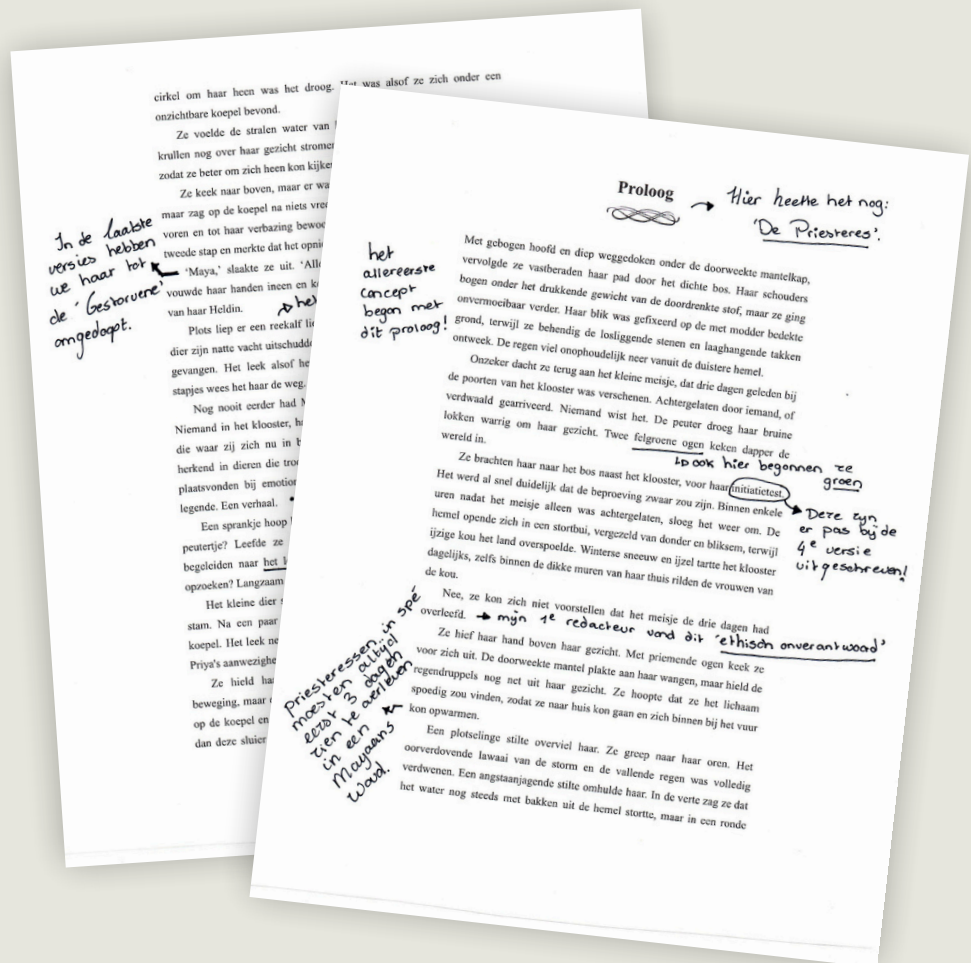 cirkel om haar heen was het droog. Het was alsof ze zich onder een
onzichtbare koepel bevond.
Ze voelde de stralen water van
krullen nog over haar gezicht
zodat ze beter om zich heen kon
Ze keek naar boven, maar er
maar zag op de koepel na niets
voren en tot haar verbazing
tweede stap en merkte dat het
‘Maya,’ slaakte ze uit.
vouwde haar handen ineen en
van haar Heldin.
Plots liep er een reekalf
dier zijn natte vacht
gevangen. Het leek alsof
stapjes wees het haar de weg.
Nog nooit eerder had
Niemand in het klooster,
die waar zij zich nu in
herkend in dieren die
plaatsvonden bij
legende. Een verhaal.
Een sprankje hoop
peutertje? Leefde ze
begeleiden naar het
opzoeken? Langzaam
Het kleine dier
stam. Na een paar
koepel. Het leek
Priya's
Ze hield
beweging, maar
op de koepel en
dan deze
In de laatste
versies hebben
we haar tot
de 'Gestorvene'
omgedoopt.
Proloog
Hier heette het nog:
'De Priesteres'.
het
allereerste
concept
begon met
dit proloog!
Met gebogen hoofd en diep weggedoken onder de doorweekte mantelkap,
vervolgde ze vastberaden haar pad door het dichte bos. Haar schouders
bogen onder het drukkende gewicht van de doordrenkte stof, maar ze ging
onvermoeibaar verder. Haar blik was gefixeerd op de met modder bedekte
grond, terwijl ze behendig de losliggende stenen en laaghangende takken
ontweek. De regen viel onophoudelijk neer vanuit de duistere hemel.
Onzeker dacht ze terug aan het kleine meisje, dat drie dagen geleden bij
de poorten van het klooster was verschenen. Achtergelaten door iemand, of
verdwaald gearriveerd. Niemand wist het. De peuter droeg haar bruine
lokken warrig om haar gezicht. Twee felgroene ogen keken dapper de
wereld in.
ook hier begonnen ze
groen
Ze brachten haar naar het bos naast het klooster, voor haar initiatietest.
Het werd al snel duidelijk dat de beproeving zwaar zou zijn. Binnen enkele
uren nadat het meisje alleen was achtergelaten, sloeg het weer om. De
hemel opende zich in een stortbui, vergezeld van donder en bliksem, terwijl
ijzige kou het land overspoelde. Winterse sneeuw en ijzel tartte het klooster
dagelijks, zelfs binnen de dikke muren van haar thuis rilden de vrouwen van
de kou.
Deze zijn
er pas bij de
4e versie
uitgeschreven!
Nee, ze kon zich niet voorstellen dat het meisje de drie dagen had
overleefd.
mijn 1e redacteur vond dit 'ethisch onverantwoord'
Ze hief haar hand boven haar gezicht. Met priemende ogen keek ze
voor zich uit. De doorweekte mantel plakte aan haar wangen, maar hield de
regendruppels nog net uit haar gezicht. Ze hoopte dat ze het lichaam
spoedig zou vinden, zodat ze naar huis kon gaan en zich binnen bij het vuur
kon opwarmen.
Priesteressen in spé
moesten altijd
eerst 3 dagen
zien te overleven
in een
Mayaans
woud.
Een plotselinge stilte overviel haar. Ze greep naar haar oren. Het
oorverdovende lawaai van de storm en de vallende regen was volledig
verdwenen. Een angstaanjagende stilte omhulde haar. In de verte zag ze dat
het water nog steeds met bakken uit de hemel stortte, maar in een ronde